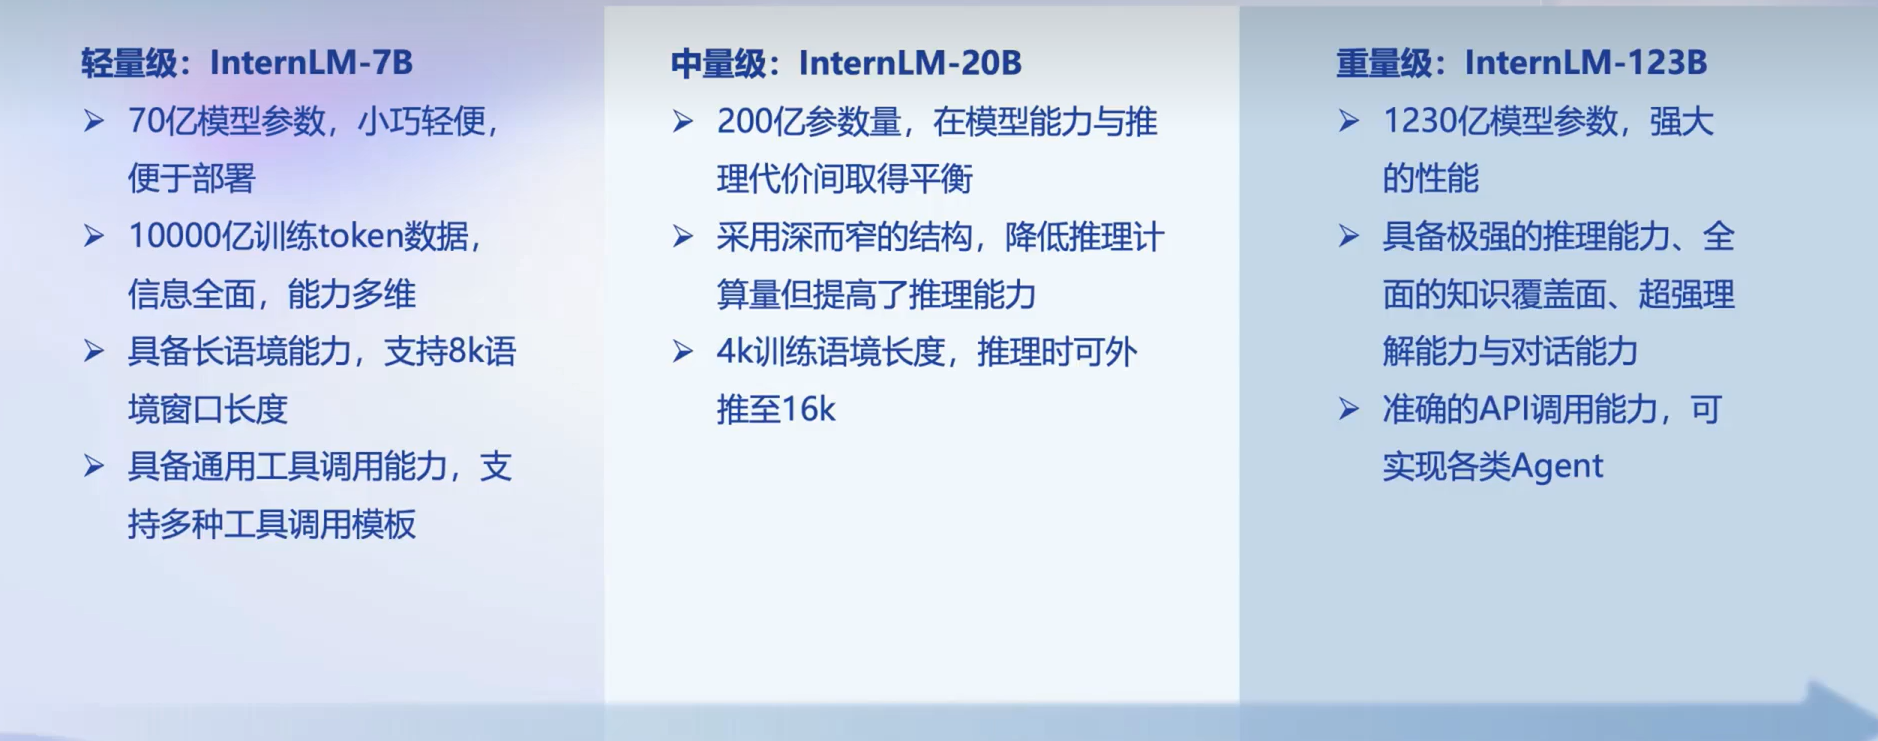 轻量级：InternLM-7B
➢ 70亿模型参数，小巧轻便，
便于部署
➢ 10000亿训练token数据，
信息全面，能力多维
➢ 具备长语境能力，支持8k语
境窗口长度
➢ 具备通用工具调用能力，支
持多种工具调用模板
中量级：InternLM-20B
➢ 200亿参数量，在模型能力与推
理代价间取得平衡
➢ 采用深而窄的结构，降低推理计
算量但提高了推理能力
➢ 4k训练语境长度，推理时可外
推至16k
重量级：InternLM-123B
➢ 1230亿模型参数，强大
的性能
➢ 具备极强的推理能力、全
面的知识覆盖面、超强理
解能力与对话能力
➢ 准确的API调用能力，可
实现各类Agent